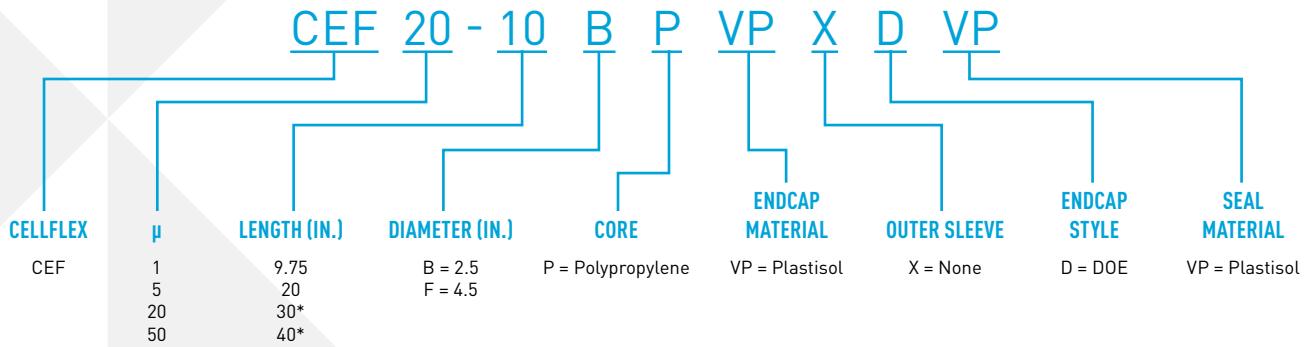 CEF 20 - 10 B P VP X D VP
CELLFLEX
CEF
μ
1
5
20
50
LENGTH (IN.)
9.75
20
30*
40*
DIAMETER (IN.)
B = 2.5
F = 4.5
CORE
P = Polypropylene
ENDCAP
MATERIAL
VP = Plastisol
OUTER SLEEVE
X = None
ENDCAP
STYLE
D = DOE
SEAL
MATERIAL
VP = Plastisol